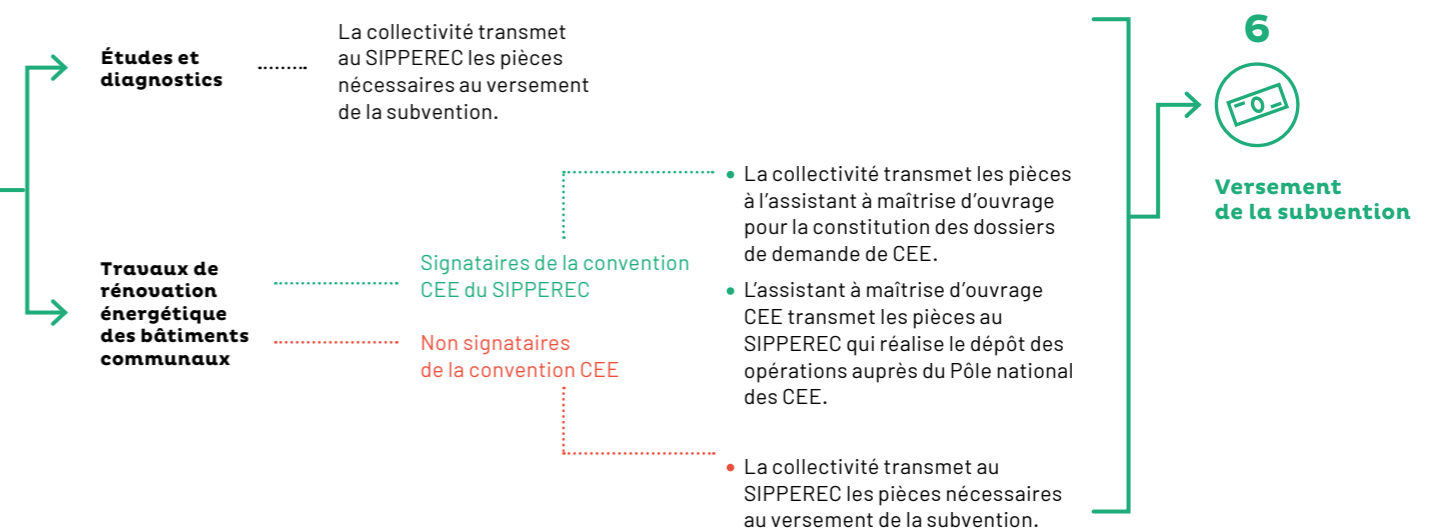 Études et
diagnostics
La collectivité transmet
au SIPPEREC les pièces
nécessaires au versement
de la subvention.
Travaux de
rénovation
énergétique
des bâtiments
communaux
Signataires de la convention
CEE du SIPPEREC
Non signataires
de la convention CEE
• La collectivité transmet les pièces
à l’assistant à maîtrise d’ouvrage
pour la constitution des dossiers
de demande de CEE.
• L’assistant à maîtrise d’ouvrage
CEE transmet les pièces au
SIPPEREC qui réalise le dépôt des
opérations auprès du Pôle national
des CEE.
• La collectivité transmet au
SIPPEREC les pièces nécessaires
au versement de la subvention.
6
Versement
de la subvention